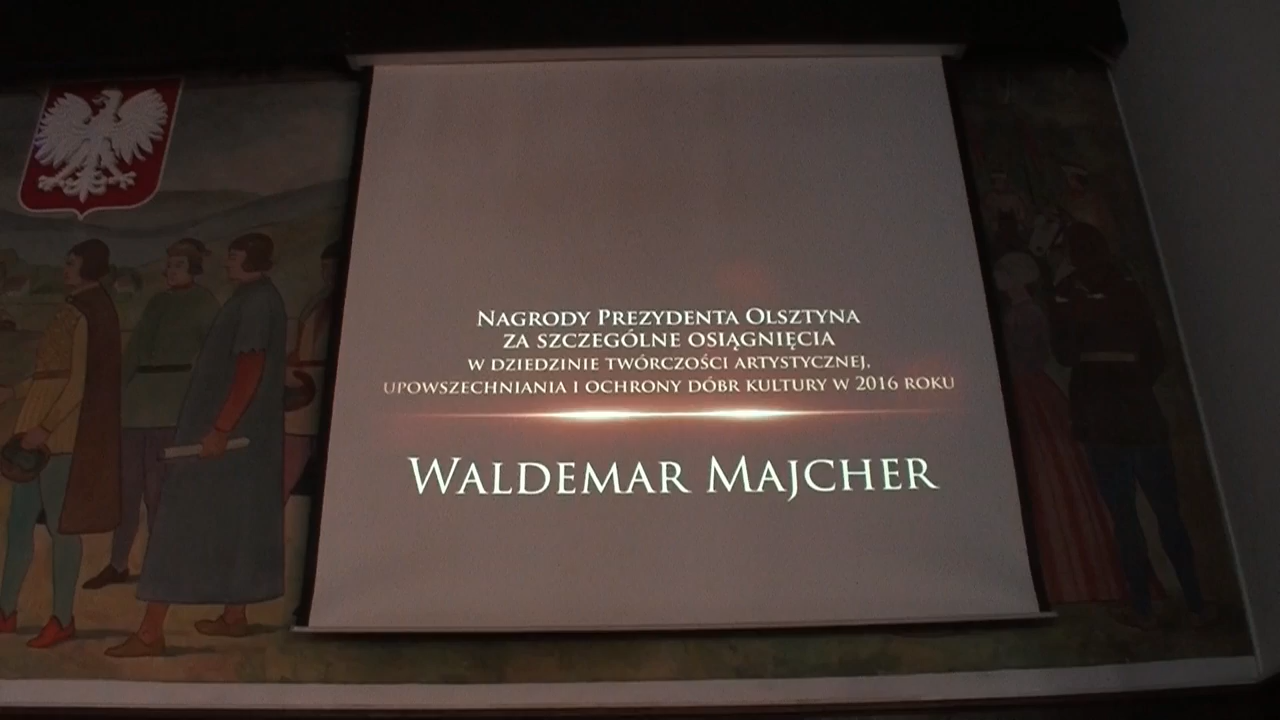 NAGRODY PREZYDENTA OLSZTYNA
ZA SZCZEGÓLNE OSIĄGNIĘCIA
W DZIEDZINIE TWÓRCZOŚCI ARTYSTYCZNEJ,
UPOWSZECHNIANIA I OCHRONY DÓBR KULTURY W 2016 ROKU
WALDEMAR MAJCHER